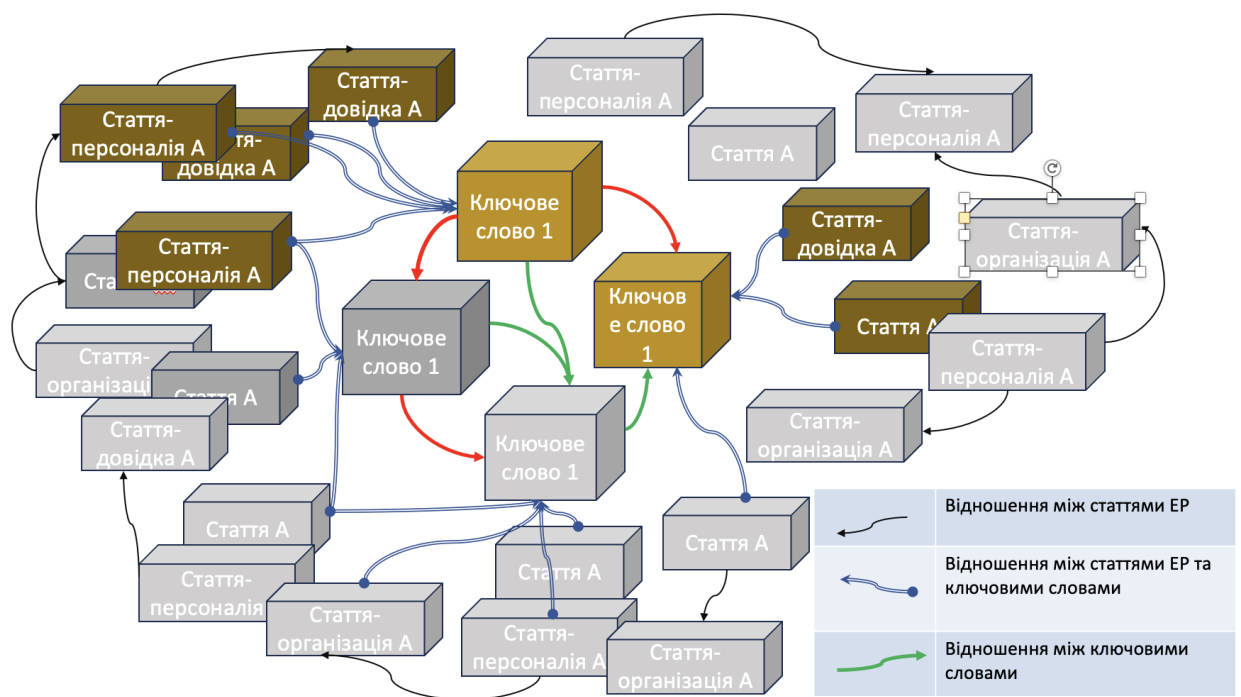 Стаття-
довідка А
Стаття-
персоналія А
Стаття-
персоналія А
тя-
довідка А
Стаття-
персоналія А
Стаття А
Ключове
слово 1
Стаття-
довідка А
Стаття-
організація А
Стаття-
персоналія А
Ста
Ключов
е слово
1
Ключове
слово 1
Стаття А
Стаття-
персоналія А
Стаття-
організаці
Стаття А
Стаття-
довідка А
Стаття-
організація А
Ключове
слово 1
Стаття А
Стаття А
Стаття А
Стаття-
персоналія
Стаття-
організація А
Стаття-
персоналія А
Стаття-
організація А
Відношення між статтями ЕР
Відношення між статтями ЕР та
ключовими словами
Відношення між ключовими
словами